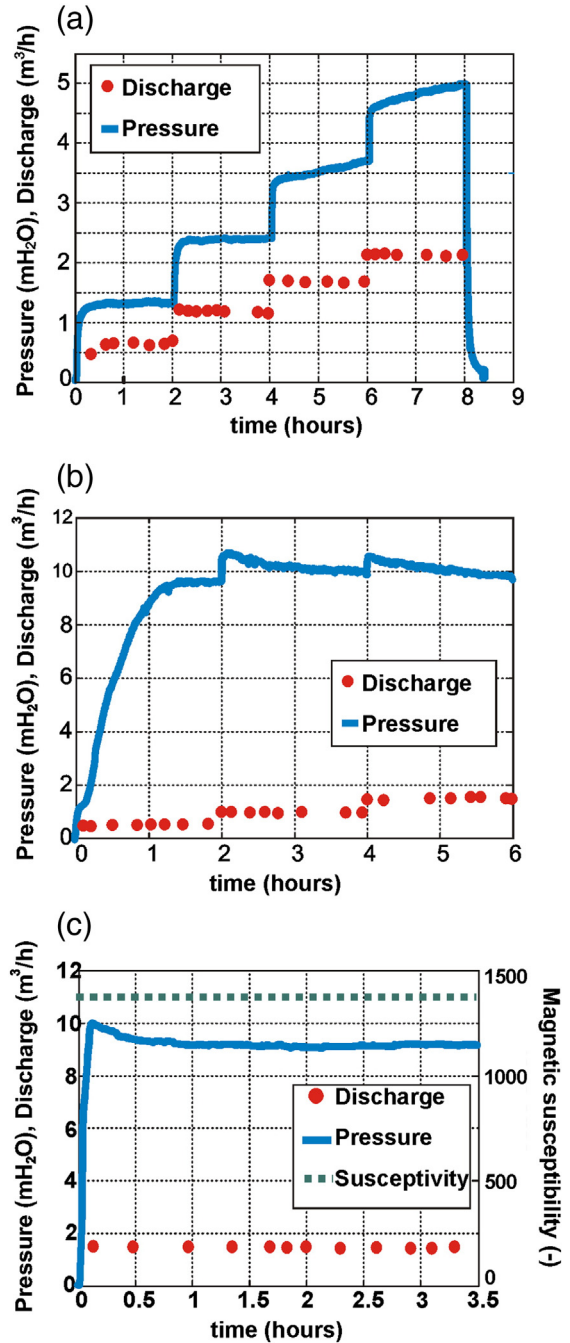 (a)
Pressure (mH₂O), Discharge (m³/h)
5
4
3
2
1
0
Discharge
Pressure
0 1 2 3 4 5 6 7 8 9
time (hours)
(b)
Pressure (mH₂O), Discharge (m³/h)
12
10
8
6
4
2
0
Discharge
Pressure
0 1 2 3 4 5 6
time (hours)
(c)
Pressure (mH₂O), Discharge (m³/h)
12
10
8
6
4
2
0
Discharge
Pressure
Susceptivity
1500
1000
500
0
Magnetic susceptibility (-)
0 0.5 1 1.5 2 2.5 3 3.5
time (hours)